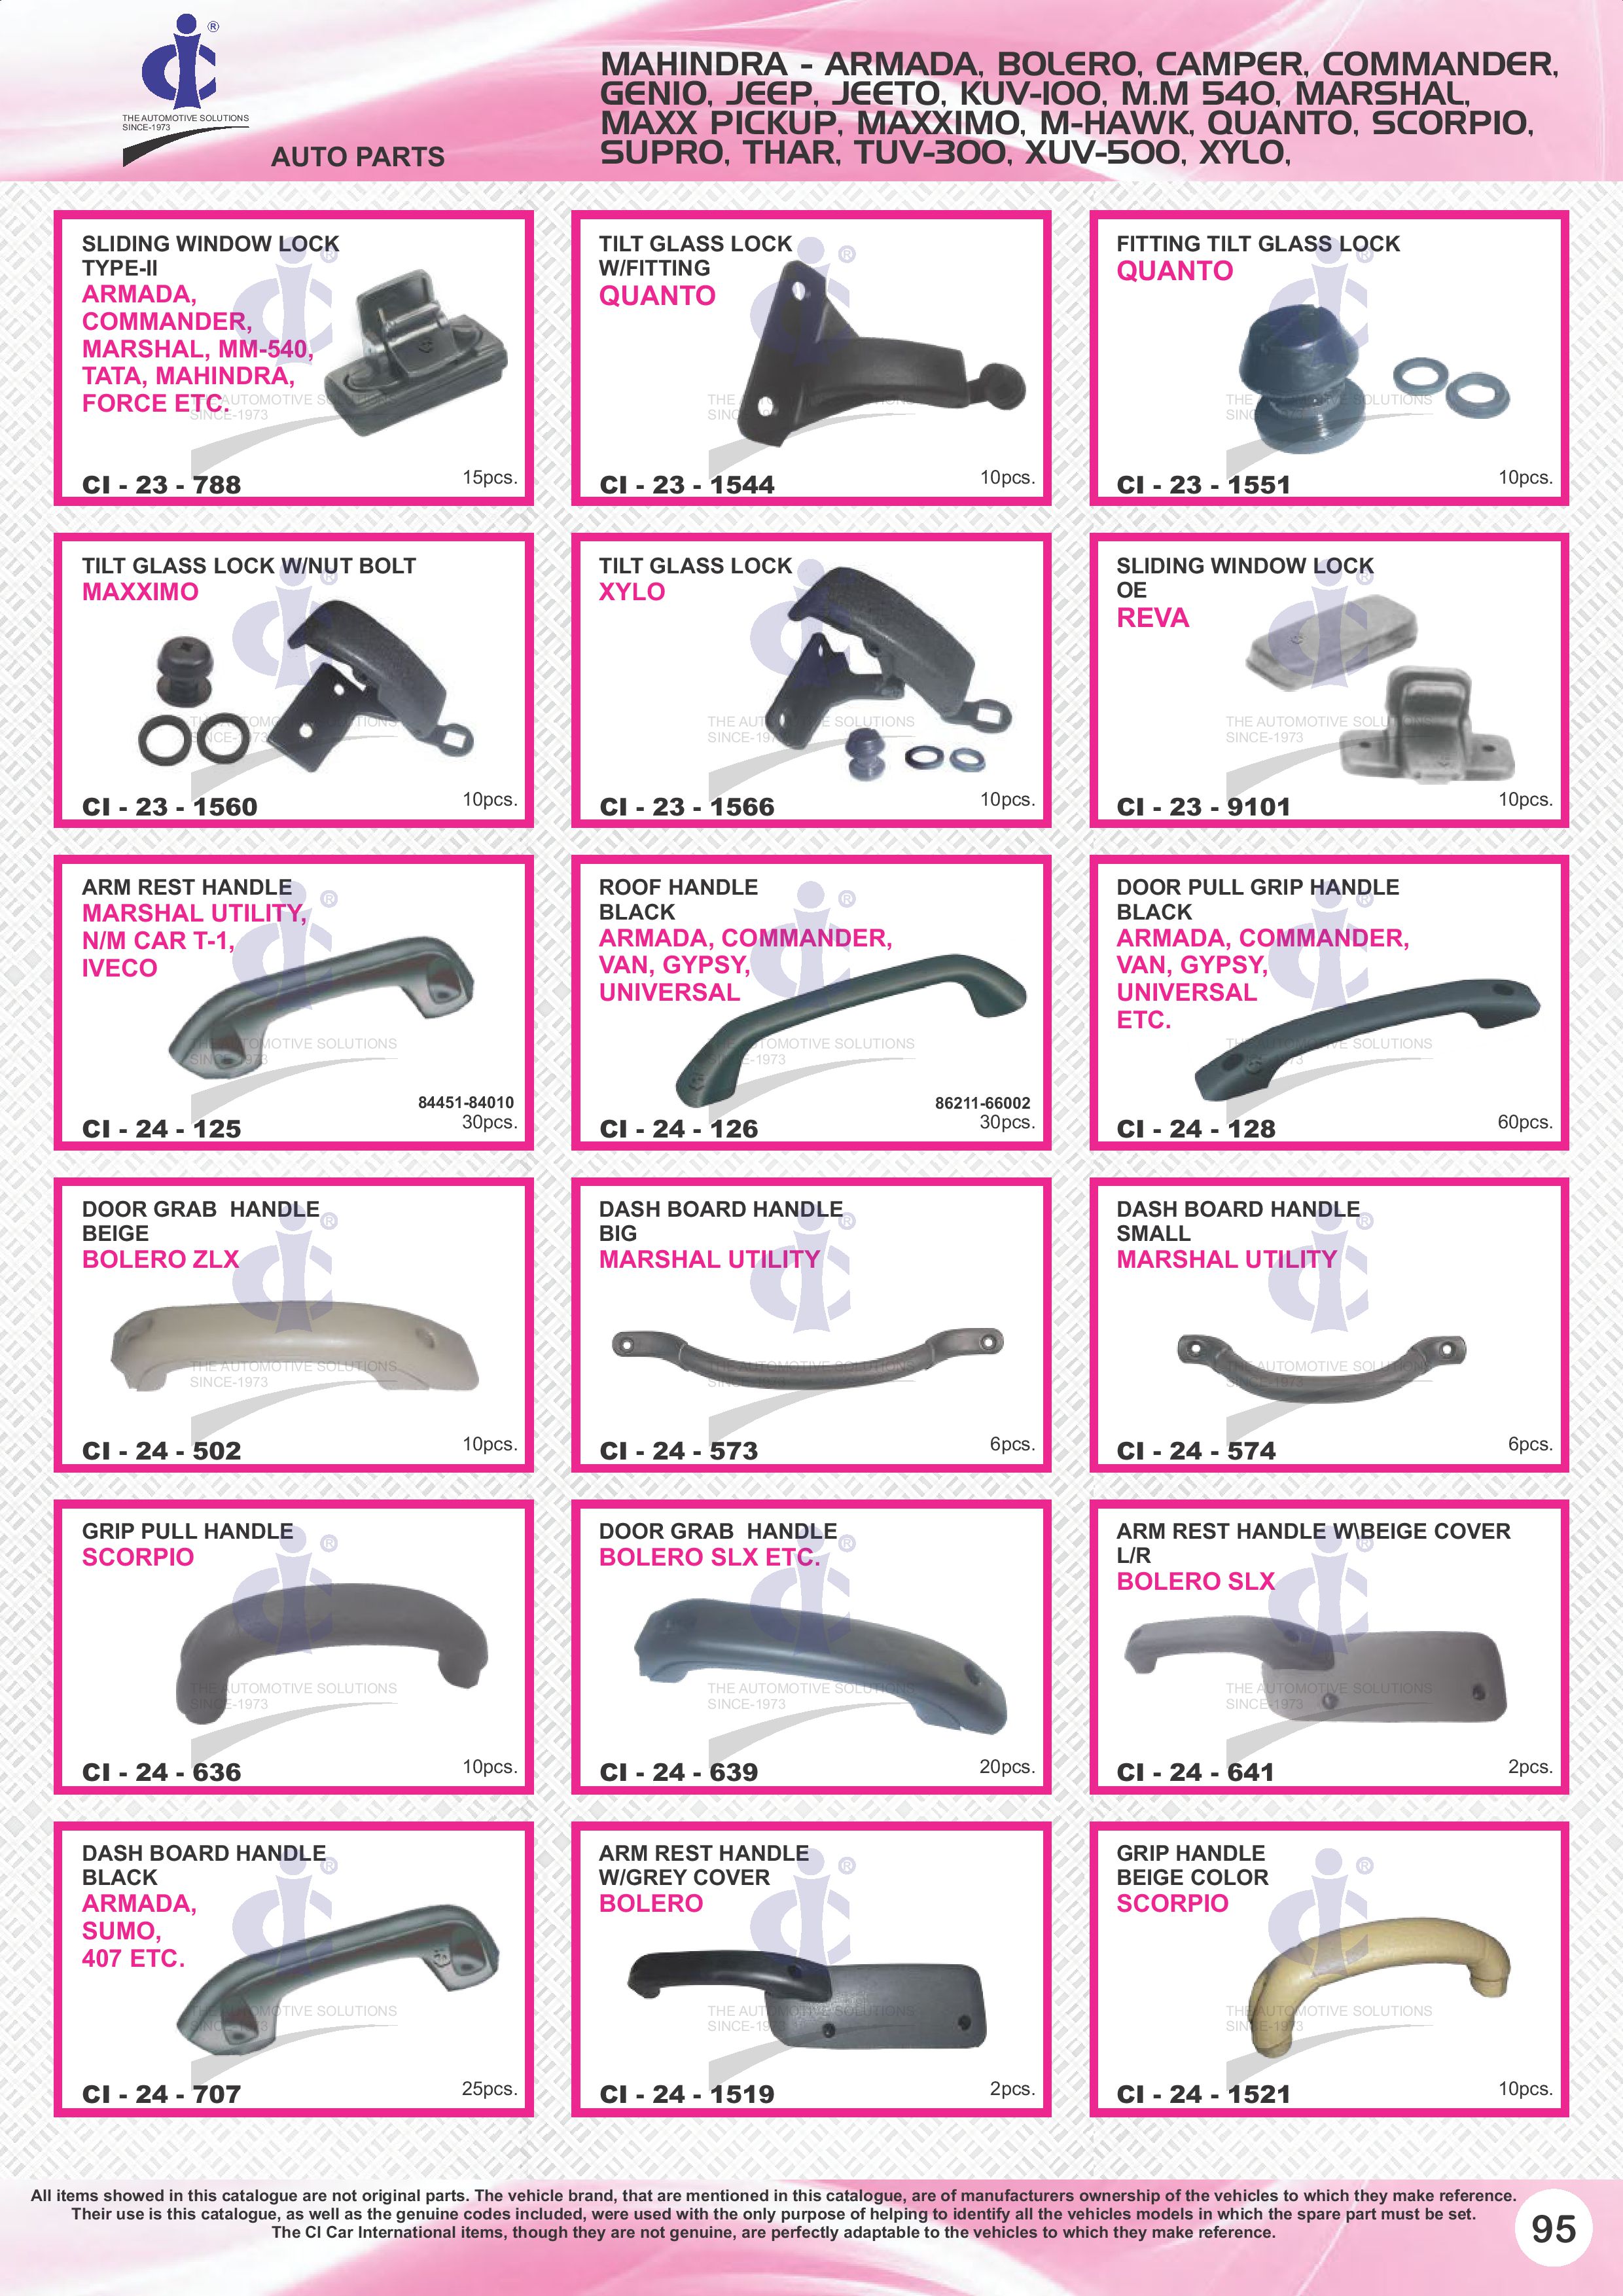 ®
THE AUTOMOTIVE SOLUTIONS
SINCE-1973
AUTO PARTS
MAHINDRA - ARMADA, BOLERO, CAMPER, COMMANDER,
GENIO, JEEP, JEETO, KUV-100, M.M 540, MARSHAL,
MAXX PICKUP, MAXXIMO, M-HAWK, QUANTO, SCORPIO,
SUPRO, THAR, TUV-300, XUV-500, XYLO,
SLIDING WINDOW LOCK
TYPE-II
ARMADA,
COMMANDER,
MARSHAL, MM-540,
TATA, MAHINDRA,
FORCE ETC.
CI - 23 - 788
15pcs.
TILT GLASS LOCK
W/FITTING
QUANTO
CI - 23 - 1544
10pcs.
FITTING TILT GLASS LOCK
QUANTO
CI - 23 - 1551
10pcs.
TILT GLASS LOCK W/NUT BOLT
MAXXIMO
CI - 23 - 1560
10pcs.
TILT GLASS LOCK
XYLO
CI - 23 - 1566
10pcs.
SLIDING WINDOW LOCK
OE
REVA
CI - 23 - 9101
10pcs.
ARM REST HANDLE
MARSHAL UTILITY,
N/M CAR T-1,
IVECO
84451-84010
CI - 24 - 125
30pcs.
ROOF HANDLE
BLACK
ARMADA, COMMANDER,
VAN, GYPSY,
UNIVERSAL
86211-66002
CI - 24 - 126
30pcs.
DOOR PULL GRIP HANDLE
BLACK
ARMADA, COMMANDER,
VAN, GYPSY,
UNIVERSAL
ETC.
CI - 24 - 128
60pcs.
DOOR GRAB  HANDLE
BEIGE
BOLERO ZLX
CI - 24 - 502
10pcs.
DASH BOARD HANDLE
BIG
MARSHAL UTILITY
CI - 24 - 573
6pcs.
DASH BOARD HANDLE
SMALL
MARSHAL UTILITY
CI - 24 - 574
6pcs.
GRIP PULL HANDLE
SCORPIO
CI - 24 - 636
10pcs.
DOOR GRAB  HANDLE
BOLERO SLX ETC.
CI - 24 - 639
20pcs.
ARM REST HANDLE W\BEIGE COVER
L/R
BOLERO SLX
CI - 24 - 641
2pcs.
DASH BOARD HANDLE
BLACK
ARMADA,
SUMO,
407 ETC.
CI - 24 - 707
25pcs.
ARM REST HANDLE
W/GREY COVER
BOLERO
CI - 24 - 1519
2pcs.
GRIP HANDLE
BEIGE COLOR
SCORPIO
CI - 24 - 1521
10pcs.
All items showed in this catalogue are not original parts. The vehicle brand, that are mentioned in this catalogue, are of manufacturers ownership of the vehicles to which they make reference.
Their use is this catalogue, as well as the genuine codes included, were used with the only purpose of helping to identify all the vehicles models in which the spare part must be set.
The CI Car International items, though they are not genuine, are perfectly adaptable to the vehicles to which they make reference.
95